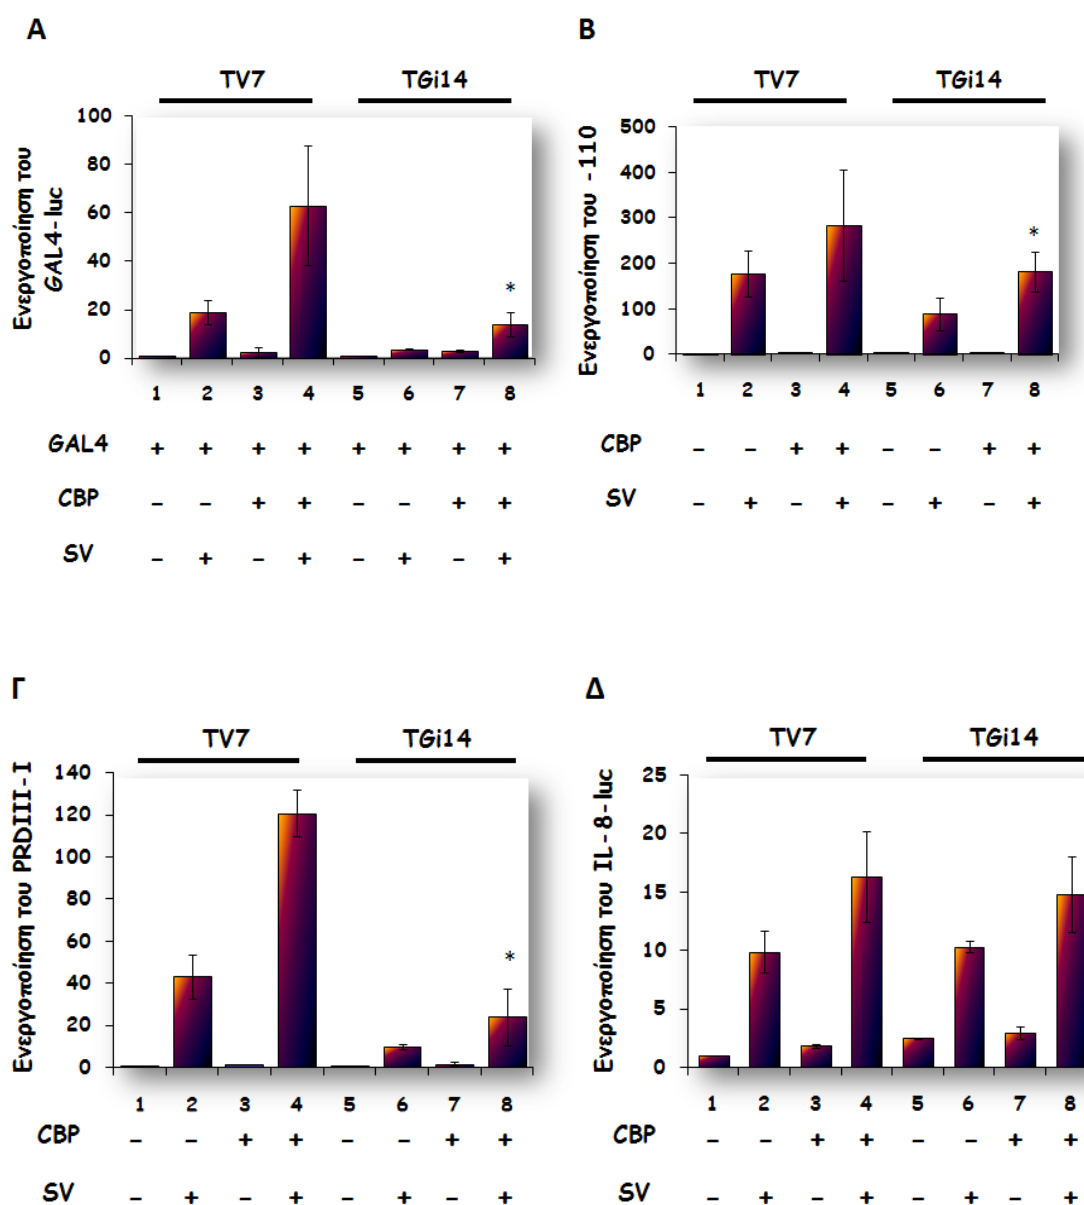 A
TV7
TGi14
Ενεργοποίηση του
GAL4-luc
100
80
60
40
20
0
1 2 3 4 5 6 7 8
*
GAL4 + + + + + + + +
CBP – – + + – – + +
SV – + – + – + – +
B
TV7
TGi14
Ενεργοποίηση του -110
500
400
300
200
100
0
*
1 2 3 4 5 6 7 8
CBP – – + + – – + +
SV – + – + – + – +
Γ
TV7
TGi14
Ενεργοποίηση του PRDIII-I
140
120
100
80
60
40
20
0
*
1 2 3 4 5 6 7 8
CBP – – + + – – + +
SV – + – + – + – +
Δ
TV7
TGi14
Ενεργοποίηση του IL-8-luc
25
20
15
10
5
0
1 2 3 4 5 6 7 8
CBP – – + + – – + +
SV – + – + – + – +